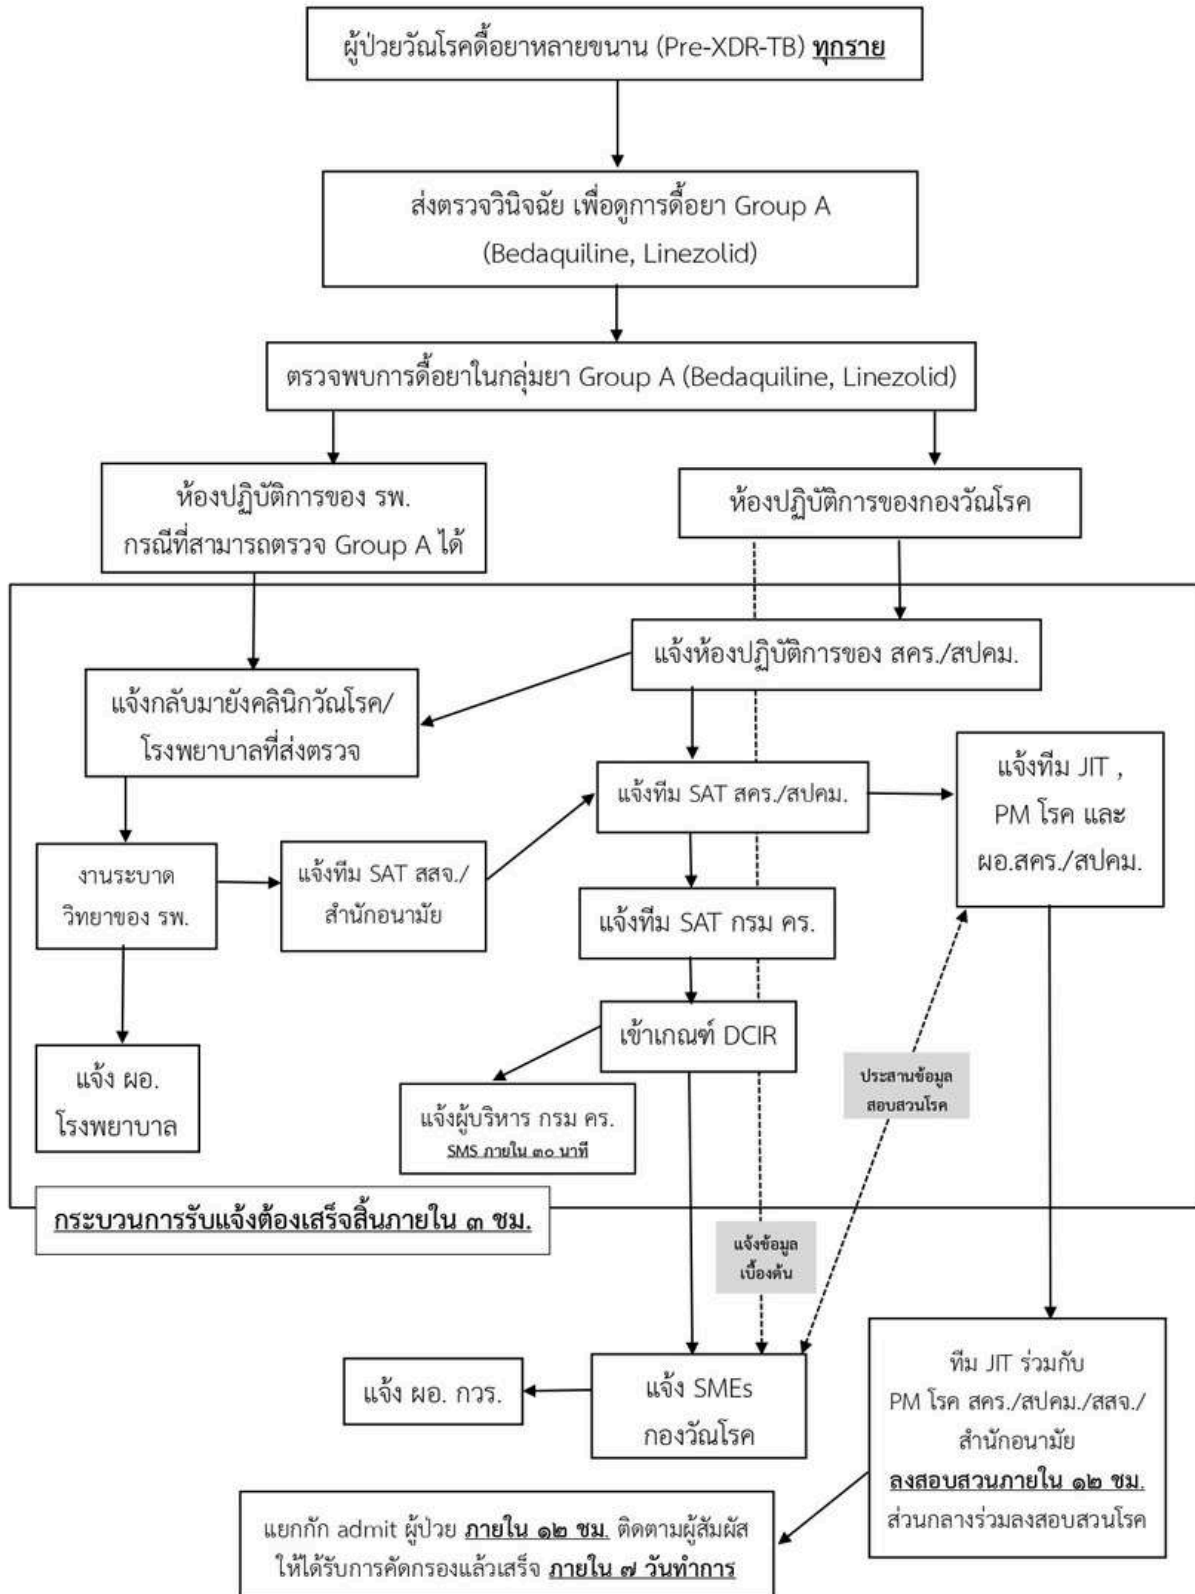 ผู้ป่วยวัณโรคดื้อยาหลายขนาน (Pre-XDR-TB) ทุกราย
ส่งตรวจวินิจฉัย เพื่อดูการดื้อยา Group A
(Bedaquiline, Linezolid)
ตรวจพบการดื้อยาในกลุ่มยา Group A (Bedaquiline, Linezolid)
ห้องปฏิบัติการของ รพ.
กรณีที่สามารถตรวจ Group A ได้
ห้องปฏิบัติการของกองวัณโรค
แจ้งห้องปฏิบัติการของ สคร./สปคม.
แจ้งกลับมายังคลินิกวัณโรค/
โรงพยาบาลที่ส่งตรวจ
แจ้งทีม SAT สคร./สปคม.
แจ้งทีม JIT ,
PM โรค และ
ผอ.สคร./สปคม.
งานระบาด
วิทยาของ รพ.
แจ้งทีม SAT สสจ./
สำนักอนามัย
แจ้งทีม SAT กรม คร.
เข้าเกณฑ์ DCIR
แจ้ง ผอ.
โรงพยาบาล
แจ้งผู้บริหาร กรม คร.
SMS ภายใน ๓๐ นาที
ประสานข้อมูล
สอบสวนโรค
กระบวนการรับแจ้งต้องเสร็จสิ้นภายใน ๓ ชม.
แจ้งข้อมูล
เบื้องต้น
แจ้ง ผอ. กวร.
แจ้ง SMEs
กองวัณโรค
ทีม JIT ร่วมกับ
PM โรค สคร./สปคม./สสจ./
สำนักอนามัย
ลงสอบสวนภายใน ๑๒ ชม.
ส่วนกลางร่วมลงสอบสวนโรค
แยกกัก admit ผู้ป่วย ภายใน ๑๒ ชม. ติดตามผู้สัมผัส
ให้ได้รับการคัดกรองแล้วเสร็จ ภายใน ๗ วันทำการ